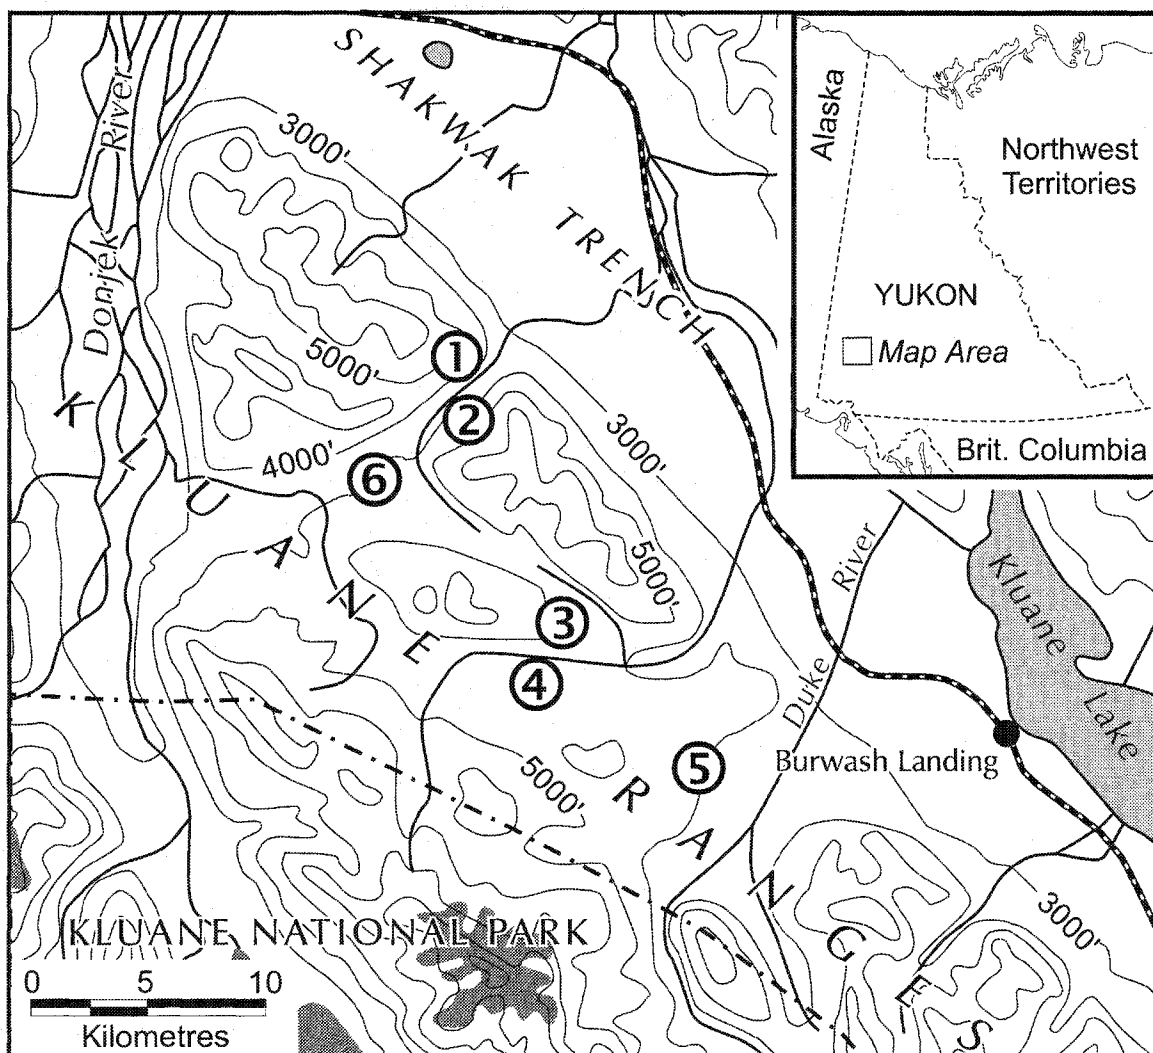 SHAKWAK TRENCH
Donjek River
3000'
5000'
4000'
3000'
5000'
KLUANE RANGES
1
2
3
4
5
6
5000'
3000'
Duke River
Kluane Lake
Burwash Landing
KLUANE NATIONAL PARK
0 5 10
Kilometres
Alaska
Northwest
Territories
YUKON
Map Area
Brit. Columbia